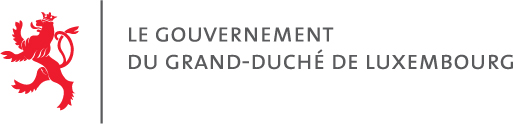 LE GOUVERNEMENT
DU GRAND-DUCHÉ DE LUXEMBOURG